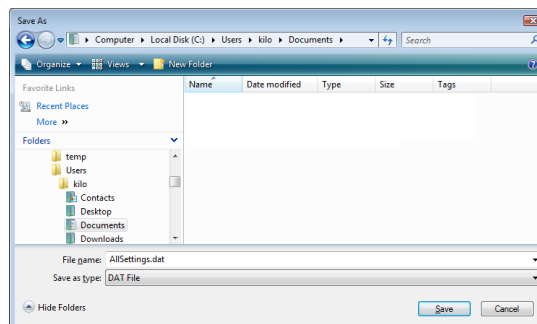 Save As
Computer ▸ Local Disk (C:) ▸ Users ▸ kilo ▸ Documents ▸ Search
Organize Views New Folder
Favorite Links
Recent Places
More »
Name Date modified Type Size Tags
Folders
temp
Users
kilo
Contacts
Desktop
Documents
Downloads
File name: AllSettings.dat
Save as type: DAT File
Hide Folders Save Cancel